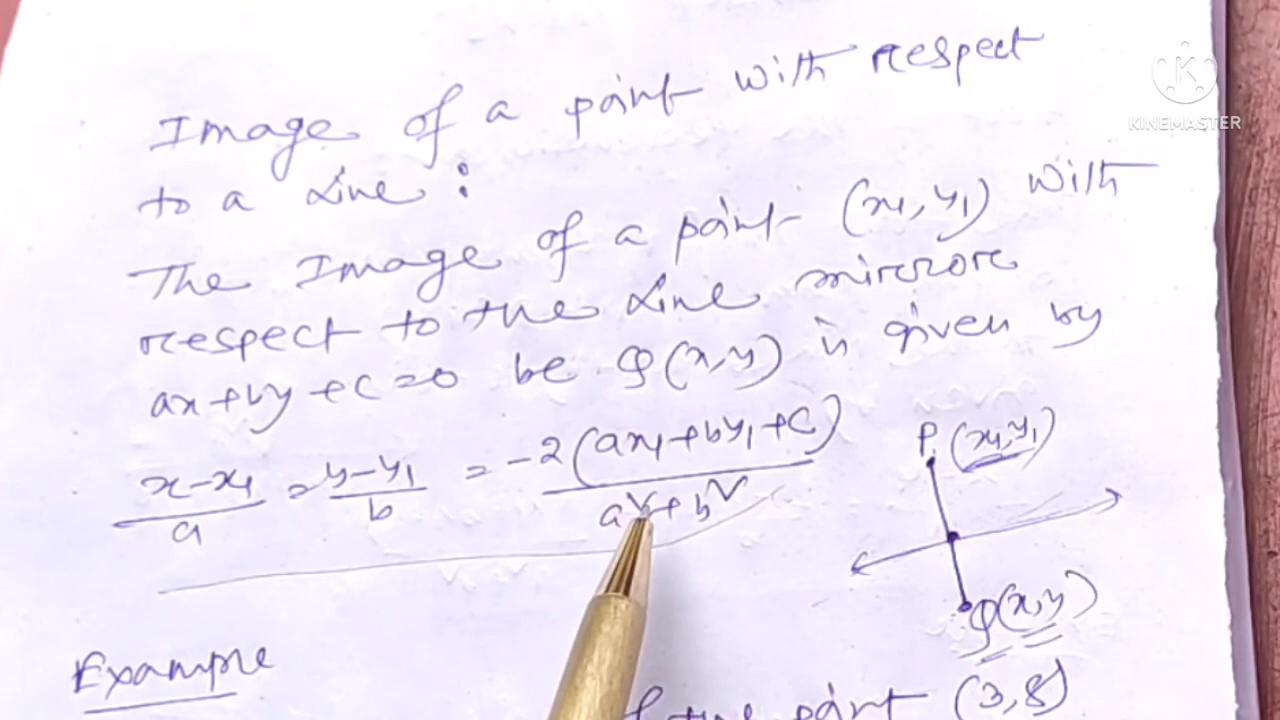 Image of a point with respect
to a Line :
The Image of a point (x₁, y₁) with
respect to the Line mirror
ax+by+c=0 be Q(x,y) is given by
x-x₁/a = y-y₁/b = -2(ax₁+by₁+c)/a²+b²
P (x₁,y₁)
Q(x,y)
Example
of the point (3,8)
KINEMASTER